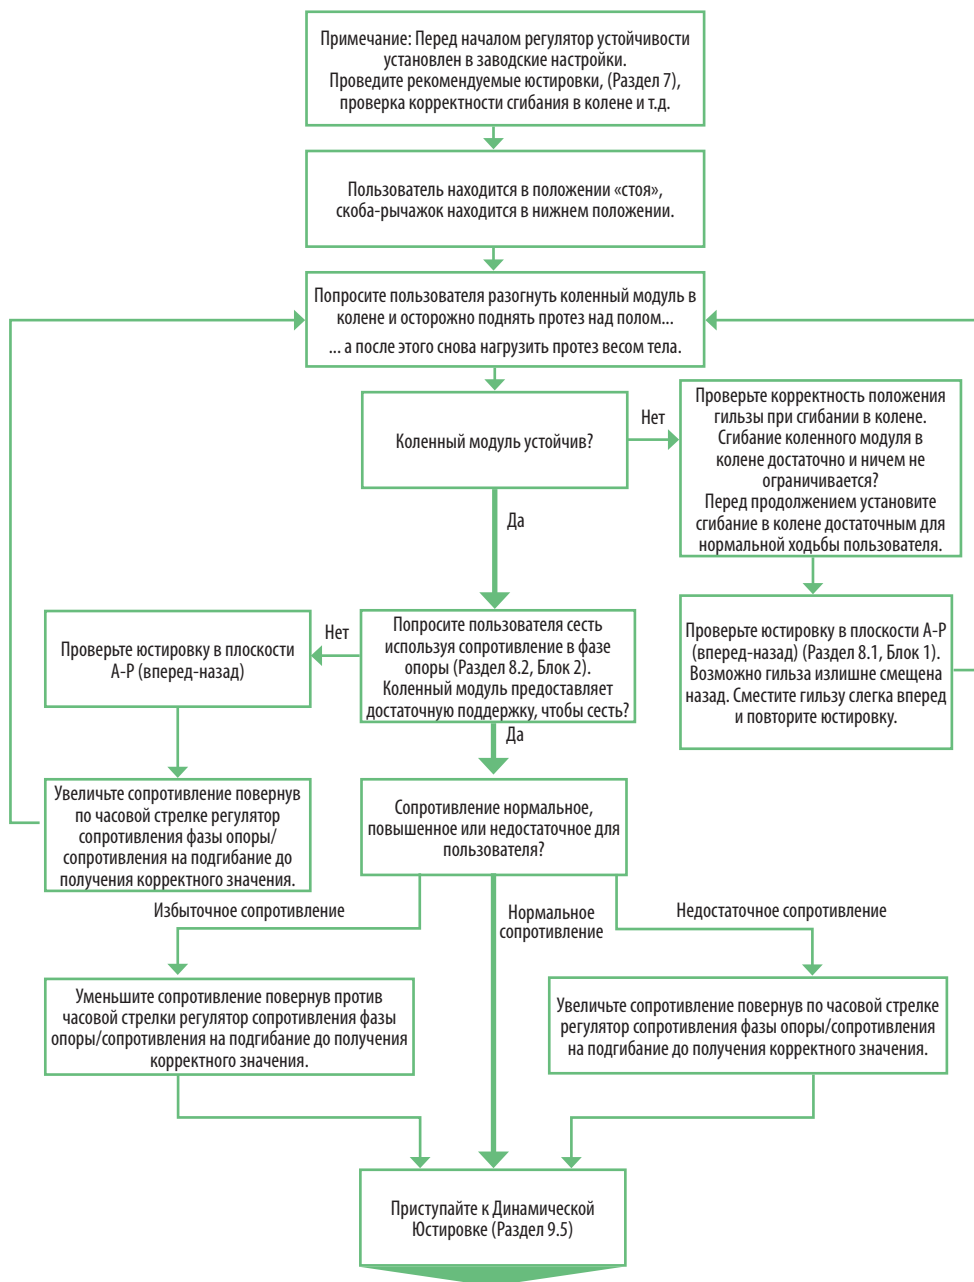 Примечание: Перед началом регулятор устойчивости
установлен в заводские настройки.
Проведите рекомендуемые юстировки, (Раздел 7),
проверка корректности сгибания в колене и т.д.
Пользователь находится в положении «стоя»,
скоба-рычажок находится в нижнем положении.
Попросите пользователя разогнуть коленный модуль в
колене и осторожно поднять протез над полом...
... а после этого снова нагрузить протез весом тела.
Коленный модуль устойчив?
Нет
Проверьте корректность положения
гильзы при сгибании в колене.
Сгибание коленного модуля в
колене достаточно и ничем не
ограничивается?
Перед продолжением установите
сгибание в колене достаточным для
нормальной ходьбы пользователя.
Да
Проверьте юстировку в плоскости А-Р
(вперед-назад) (Раздел 8.1, Блок 1).
Возможно гильза излишне смещена
назад. Сместите гильзу слегка вперед
и повторите юстировку.
Попросите пользователя сесть
используя сопротивление в фазе
опоры (Раздел 8.2, Блок 2).
Коленный модуль предоставляет
достаточную поддержку, чтобы сесть?
Нет
Проверьте юстировку в плоскости
А-Р (вперед-назад)
Увеличьте сопротивление повернув
по часовой стрелке регулятор
сопротивления фазы опоры/
сопротивления на подгибание до
получения корректного значения.
Да
Сопротивление нормальное,
повышенное или недостаточное для
пользователя?
Избыточное сопротивление
Нормальное
сопротивление
Недостаточное сопротивление
Уменьшите сопротивление повернув против
часовой стрелки регулятор сопротивления фазы
опоры/сопротивления на подгибание до получения
корректного значения.
Увеличьте сопротивление повернув по часовой стрелке
регулятор сопротивления фазы опоры/сопротивления
на подгибание до получения корректного значения.
Приступайте к Динамической
Юстировке (Раздел 9.5)